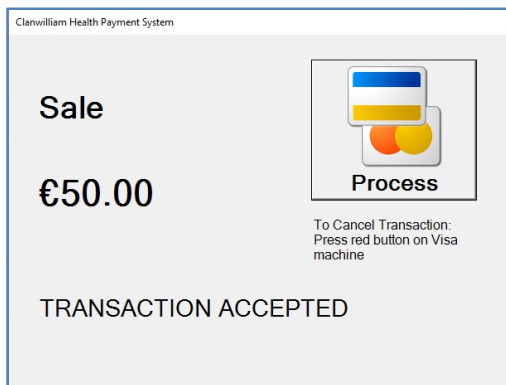 Clanwilliam Health Payment System
Sale
€50.00
Process
To Cancel Transaction:
Press red button on Visa
machine
TRANSACTION ACCEPTED